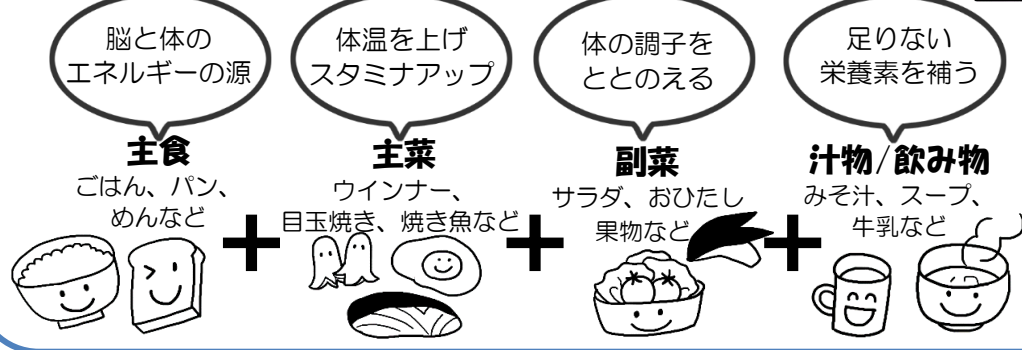 脳と体の
エネルギーの源
主食
ごはん、パン、
めんなど
+
体温を上げ
スタミナアップ
主菜
ウインナー、
目玉焼き、焼き魚など
+
体の調子を
ととのえる
副菜
サラダ、おひたし
果物など
+
足りない
栄養素を補う
汁物/飲み物
みそ汁、スープ、
牛乳など